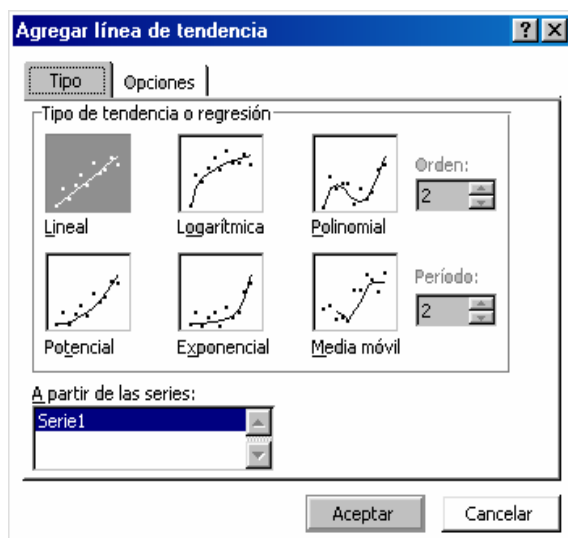 Agregar línea de tendencia
Tipo
Opciones
Tipo de tendencia o regresión
Lineal
Logarítmica
Polinomial
Orden:
2
Potencial
Exponencial
Media móvil
Período:
2
A partir de las series:
Serie1
Aceptar
Cancelar